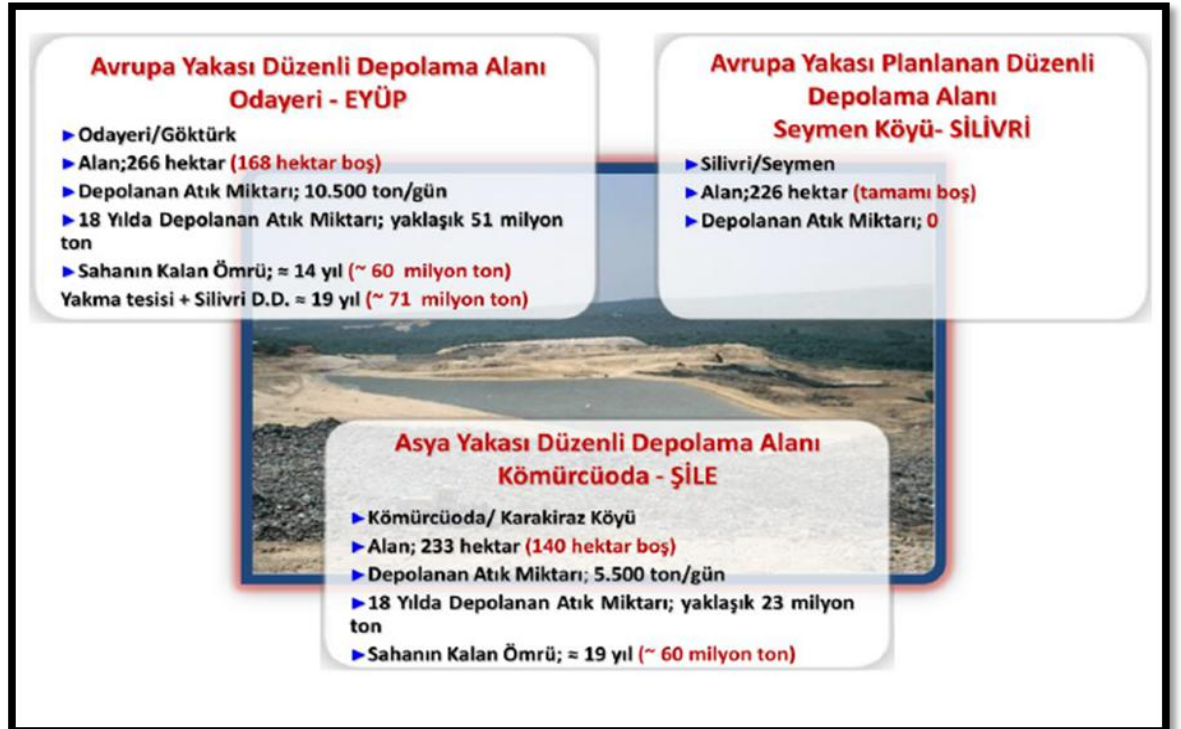 Avrupa Yakası Düzenli Depolama Alanı
Odayeri - EYÜP
►Odayeri/Göktürk
►Alan;266 hektar (168 hektar boş)
►Depolanan Atık Miktarı; 10.500 ton/gün
►18 Yılda Depolanan Atık Miktarı; yaklaşık 51 milyon
ton
►Sahanın Kalan Ömrü; ≈ 14 yıl (~ 60 milyon ton)
Yakma tesisi + Silivri D.D. ≈ 19 yıl (~ 71 milyon ton)
Avrupa Yakası Planlanan Düzenli
Depolama Alanı
Seymen Köyü- SİLİVRİ
►Silivri/Seymen
►Alan;226 hektar (tamamı boş)
►Depolanan Atık Miktarı; 0
Asya Yakası Düzenli Depolama Alanı
Kömürcüoda - ŞİLE
►Kömürcüoda/ Karakiraz Köyü
►Alan; 233 hektar (140 hektar boş)
►Depolanan Atık Miktarı; 5.500 ton/gün
►18 Yılda Depolanan Atık Miktarı; yaklaşık 23 milyon
ton
►Sahanın Kalan Ömrü; ≈ 19 yıl (~ 60 milyon ton)